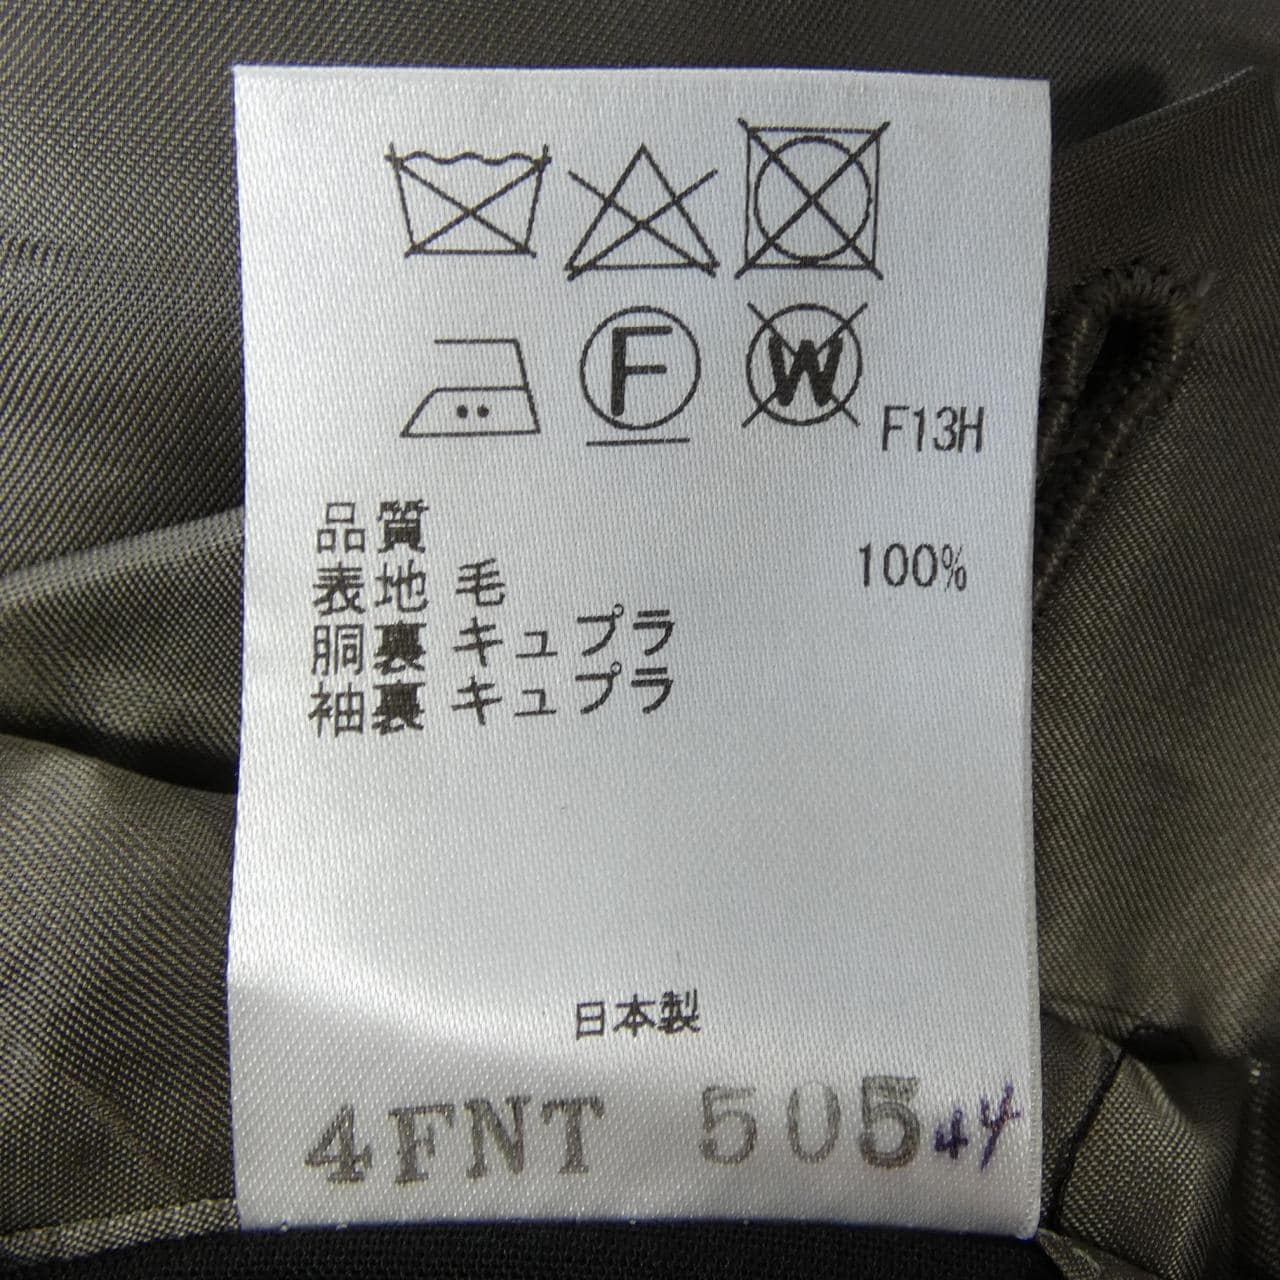 F W F13H
品質
表地 毛 100%
胴裏 キュプラ
袖裏 キュプラ
日本製
4FNT 505 44